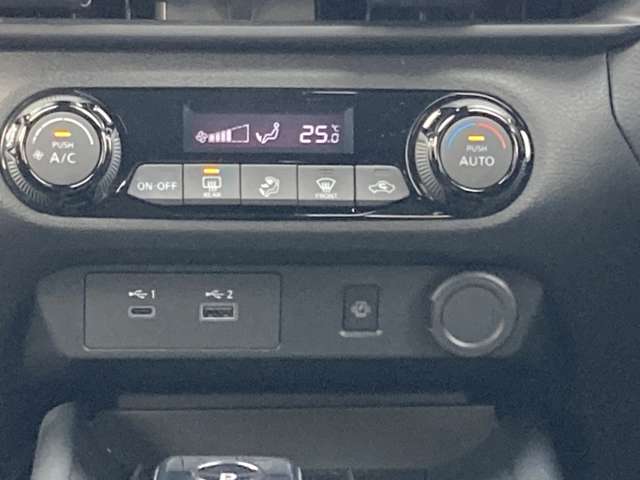 PUSH
A/C
25.0
℃
PUSH
AUTO
ON·OFF
REAR
FRONT
1
2
P